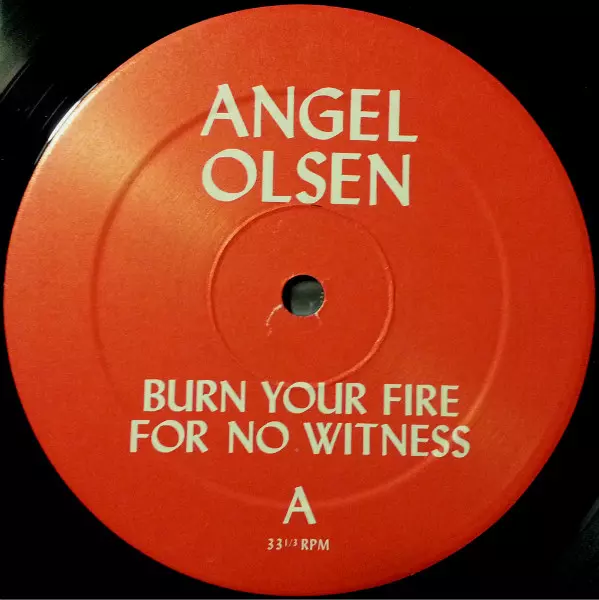 ANGEL
OLSEN
BURN YOUR FIRE
FOR NO WITNESS
A
33 1/3 RPM